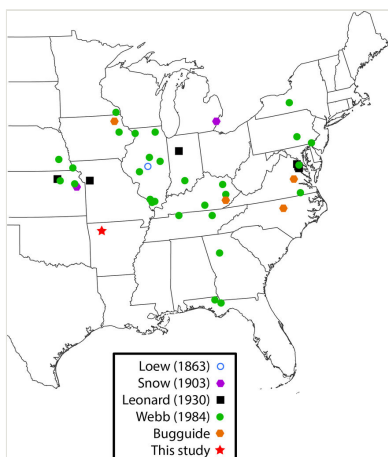 Loew (1863)
Snow (1903)
Leonard (1930)
Webb (1984)
Bugguide
This study